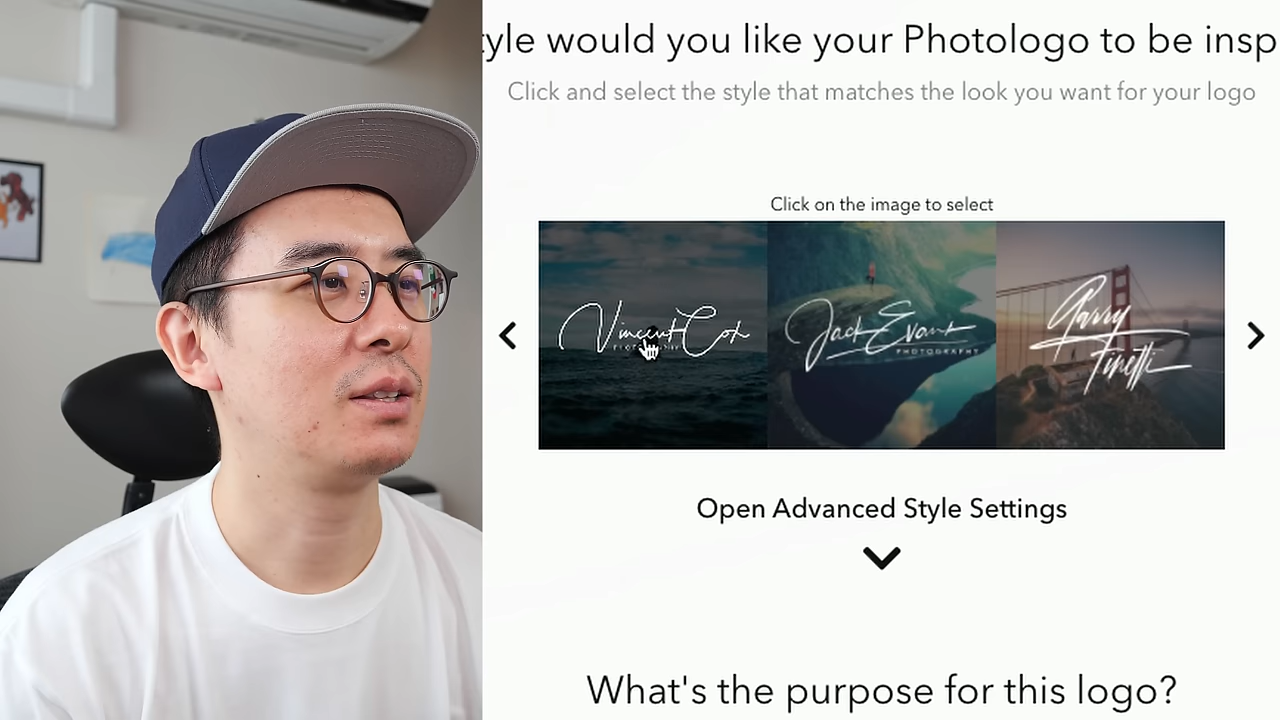 tyle would you like your Photologo to be insp
Click and select the style that matches the look you want for your logo
Click on the image to select
Vincent Cox
Jack Evans
PHOTOGRAPHY
Garry
Finetti
Open Advanced Style Settings
What's the purpose for this logo?